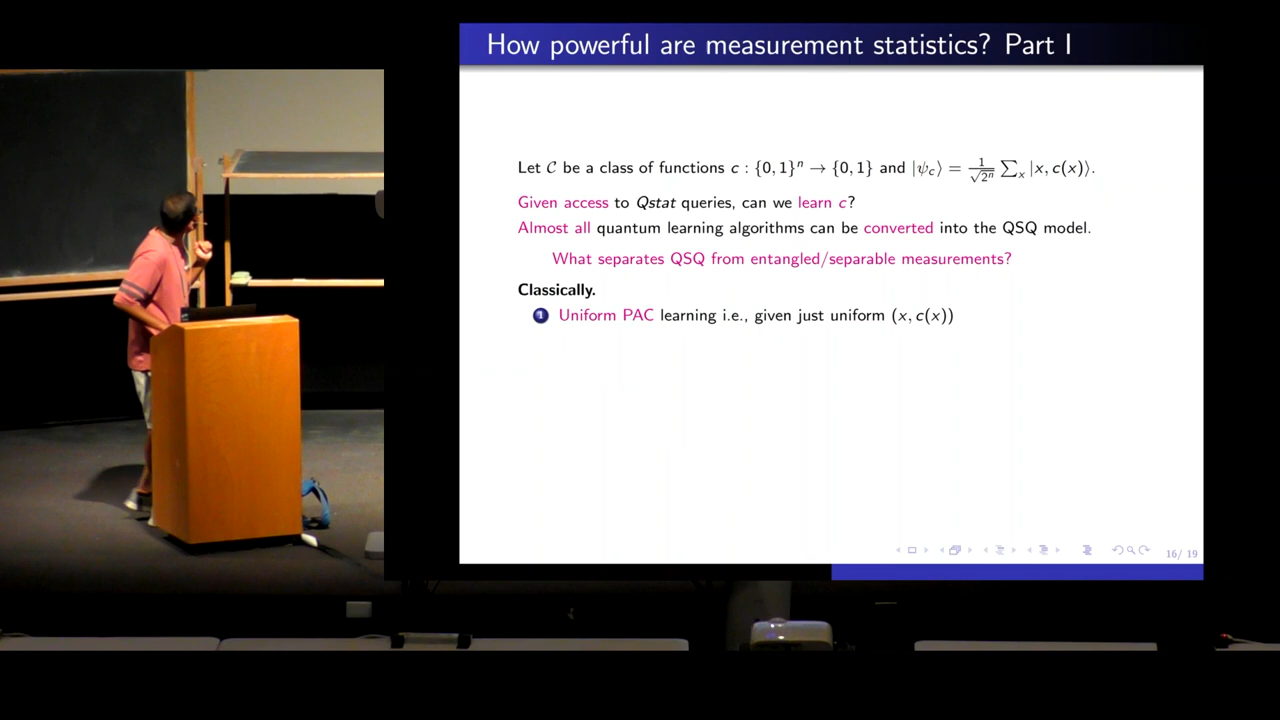 How powerful are measurement statistics? Part I
Let 𝒞 be a class of functions c : {0, 1}ⁿ → {0, 1} and |ψ_c⟩ = 1/√2ⁿ ∑ₓ |x, c(x)⟩.
Given access to Qstat queries, can we learn c?
Almost all quantum learning algorithms can be converted into the QSQ model.
What separates QSQ from entangled/separable measurements?
Classically.
1 Uniform PAC learning i.e., given just uniform (x, c(x))
16/ 19